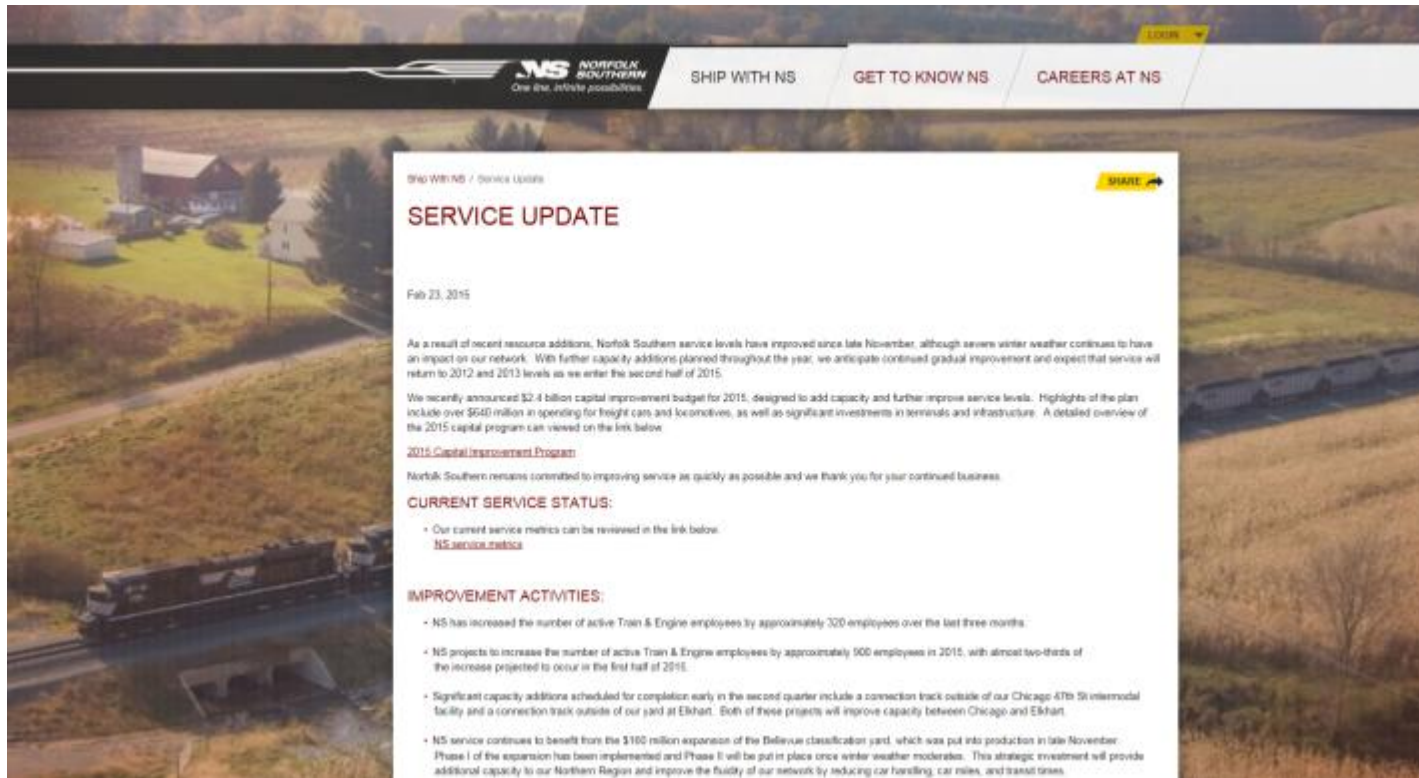 LOGIN
NS NORFOLK SOUTHERN
One line, infinite possibilities.
SHIP WITH NS
GET TO KNOW NS
CAREERS AT NS
Ship With NS / Service Update
SHARE
SERVICE UPDATE
Feb 23, 2015
As a result of recent resource additions, Norfolk Southern service levels have improved since late November, although severe winter weather continues to have
an impact on our network. With further capacity additions planned throughout the year, we anticipate continued gradual improvement and expect that service will
return to 2012 and 2013 levels as we enter the second half of 2015.
We recently announced $2.4 billion capital improvement budget for 2015, designed to add capacity and further improve service levels. Highlights of the plan
include over $640 million in spending for freight cars and locomotives, as well as significant investments in terminals and infrastructure. A detailed overview of
the 2015 capital program can viewed on the link below.
2015 Capital Improvement Program
Norfolk Southern remains committed to improving service as quickly as possible and we thank you for your continued business.
CURRENT SERVICE STATUS:
• Our current service metrics can be reviewed in the link below.
NS service metrics
IMPROVEMENT ACTIVITIES:
• NS has increased the number of active Train & Engine employees by approximately 320 employees over the last three months.
• NS projects to increase the number of active Train & Engine employees by approximately 900 employees in 2015, with almost two-thirds of
the increase projected to occur in the first half of 2015.
• Significant capacity additions scheduled for completion early in the second quarter include a connection track outside of our Chicago 47th St intermodal
facility and a connection track outside of our yard at Elkhart. Both of these projects will improve capacity between Chicago and Elkhart.
• NS service continues to benefit from the $160 million expansion of the Bellevue classification yard, which was put into production in late November.
Phase I of the expansion has been implemented and Phase II will be put in place once winter weather moderates. This strategic investment will provide
additional capacity to our Northern Region and improve the fluidity of our network by reducing car handling, car miles, and transit times.